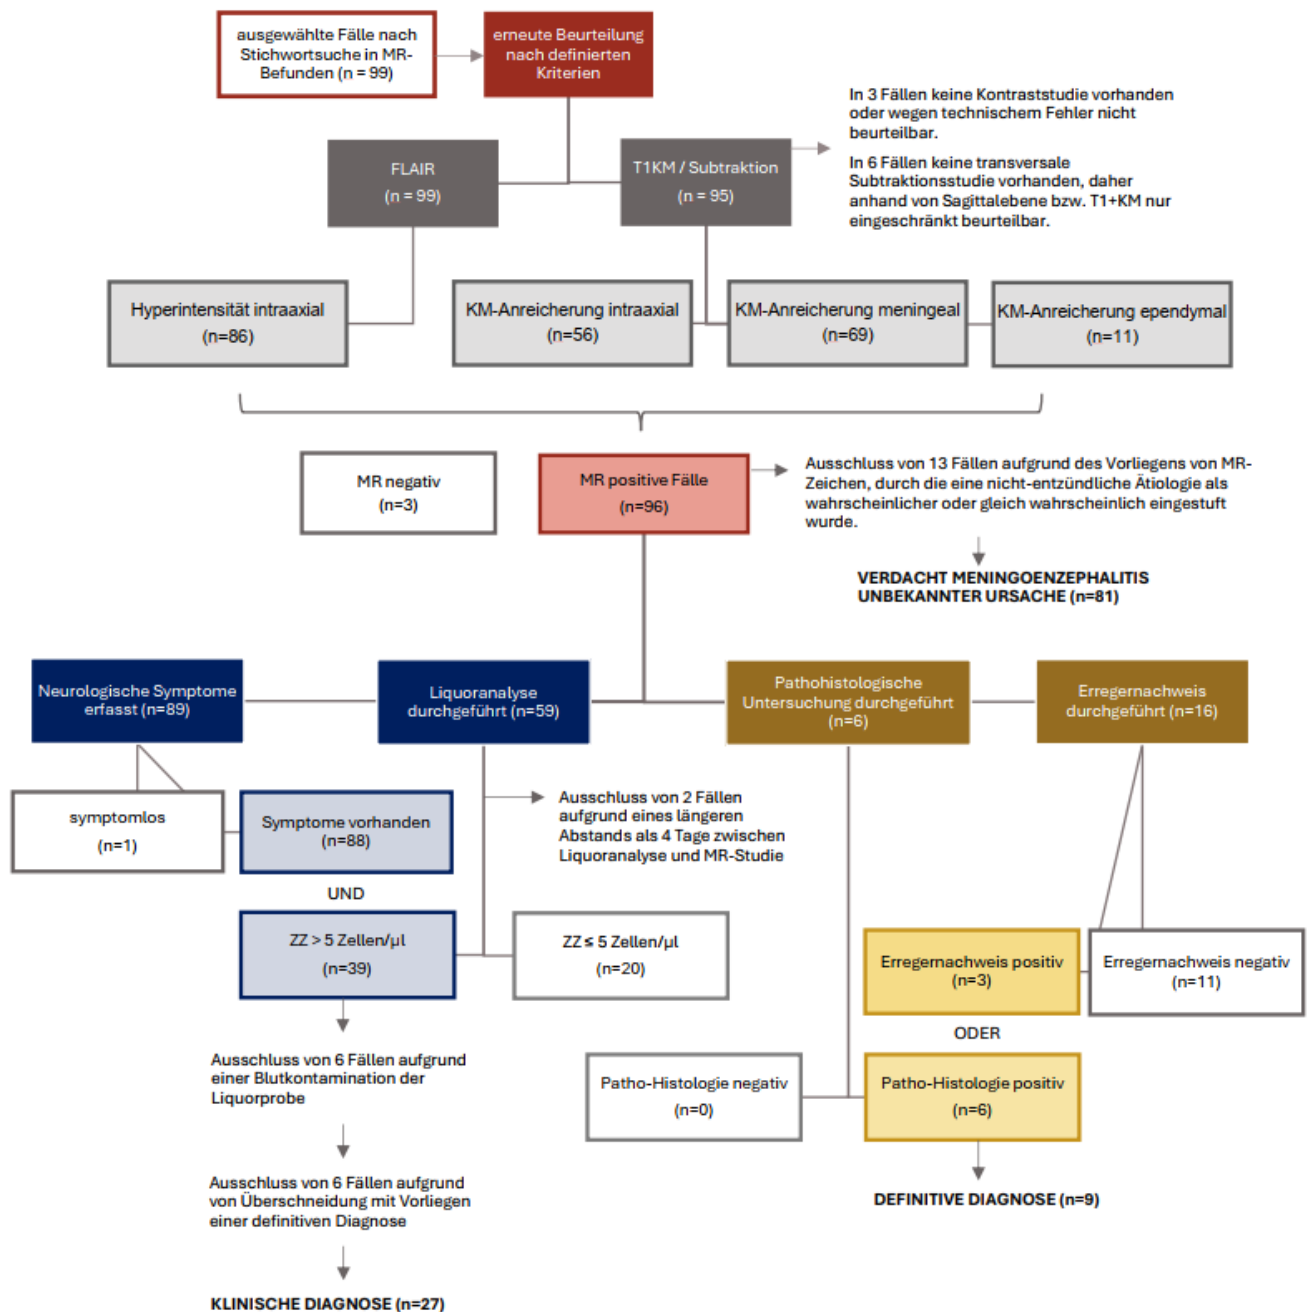 ausgewählte Fälle nach
Stichwortsuche in MR-
Befunden (n = 99)
erneute Beurteilung
nach definierten
Kriterien
In 3 Fällen keine Kontraststudie vorhanden
oder wegen technischem Fehler nicht
beurteilbar.
In 6 Fällen keine transversale
Subtraktionsstudie vorhanden, daher
anhand von Sagittalebene bzw. T1+KM nur
eingeschränkt beurteilbar.
FLAIR
(n = 99)
T1KM / Subtraktion
(n = 95)
Hyperintensität intraaxial
(n=86)
KM-Anreicherung intraaxial
(n=56)
KM-Anreicherung meningeal
(n=69)
KM-Anreicherung ependymal
(n=11)
MR negativ
(n=3)
MR positive Fälle
(n=96)
Ausschluss von 13 Fällen aufgrund des Vorliegens von MR-
Zeichen, durch die eine nicht-entzündliche Ätiologie als
wahrscheinlicher oder gleich wahrscheinlich eingestuft
wurde.
VERDACHT MENINGOENZEPHALITIS
UNBEKANNTER URSACHE (n=81)
Neurologische Symptome
erfasst (n=89)
Liquoranalyse
durchgeführt (n=59)
Pathohistologische
Untersuchung durchgeführt
(n=6)
Erregernachweis
durchgeführt (n=16)
symptomlos
(n=1)
Symptome vorhanden
(n=88)
Ausschluss von 2 Fällen
aufgrund eines längeren
Abstands als 4 Tage zwischen
Liquoranalyse und MR-Studie
UND
ZZ > 5 Zellen/µl
(n=39)
ZZ ≤ 5 Zellen/µl
(n=20)
Erregernachweis positiv
(n=3)
Erregernachweis negativ
(n=11)
ODER
Ausschluss von 6 Fällen aufgrund
einer Blutkontamination der
Liquorprobe
Patho-Histologie negativ
(n=0)
Patho-Histologie positiv
(n=6)
Ausschluss von 6 Fällen aufgrund
von Überschneidung mit Vorliegen
einer definitiven Diagnose
DEFINITIVE DIAGNOSE (n=9)
KLINISCHE DIAGNOSE (n=27)